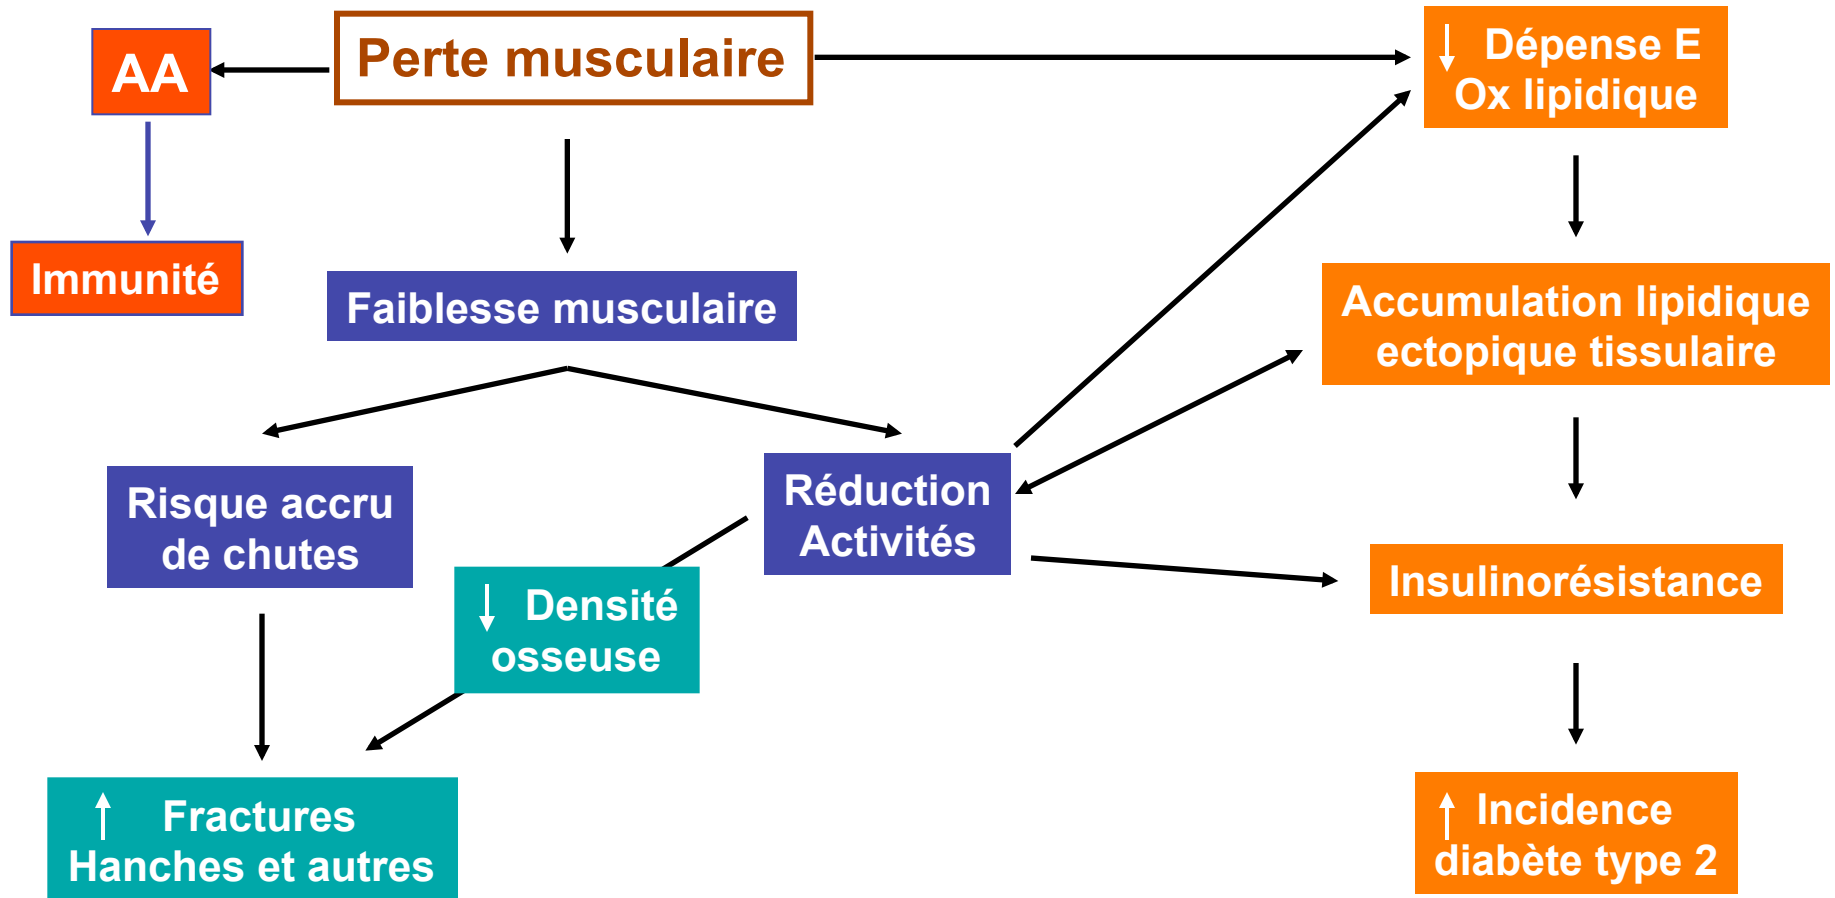 AA
Perte musculaire
↓ Dépense E
Ox lipidique
Immunité
Faiblesse musculaire
Accumulation lipidique
ectopique tissulaire
Risque accru
de chutes
Réduction
Activités
↓ Densité
osseuse
Insulinorésistance
↑ Fractures
Hanches et autres
↑ Incidence
diabète type 2